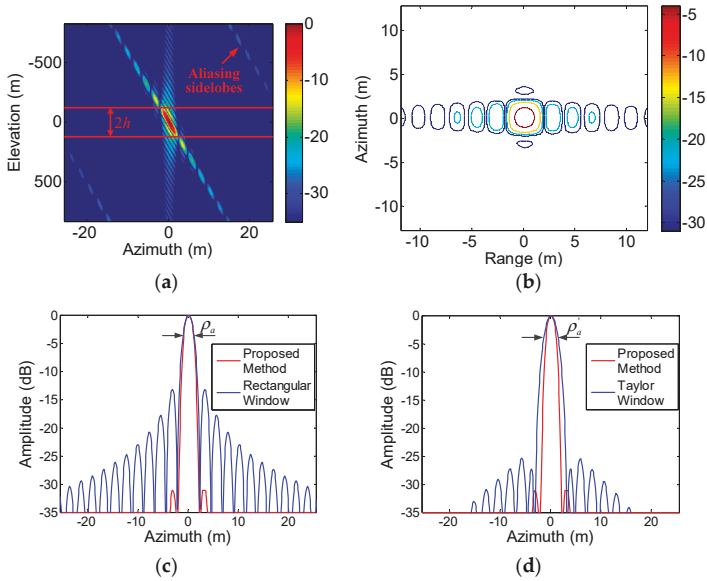 Elevation (m)
-500
0
500
Aliasing
sidelobes
2h
-20
0
20
Azimuth (m)
0
-10
-20
-30
(a)
Azimuth (m)
10
5
0
-5
-10
-10
-5
0
5
10
Range (m)
-5
-10
-15
-20
-25
-30
(b)
Amplitude (dB)
0
-5
-10
-15
-20
-25
-30
-35
ρa
Proposed
Method
Rectangular
Window
-20
-10
0
10
20
Azimuth (m)
(c)
Amplitude (dB)
0
-5
-10
-15
-20
-25
-30
-35
ρa'
Proposed
Method
Taylor
Window
-20
-10
0
10
20
Azimuth (m)
(d)